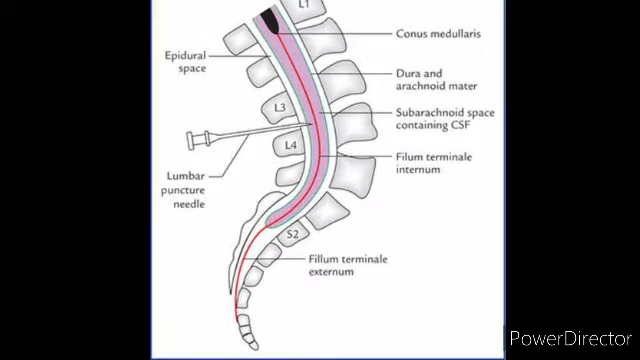 L1
Conus medullaris
Epidural
space
Dura and
arachnoid mater
L3
Subarachnoid space
containing CSF
L4
Filum terminale
internum
Lumbar
puncture
needle
S2
Fillum terminale
externum
PowerDirector